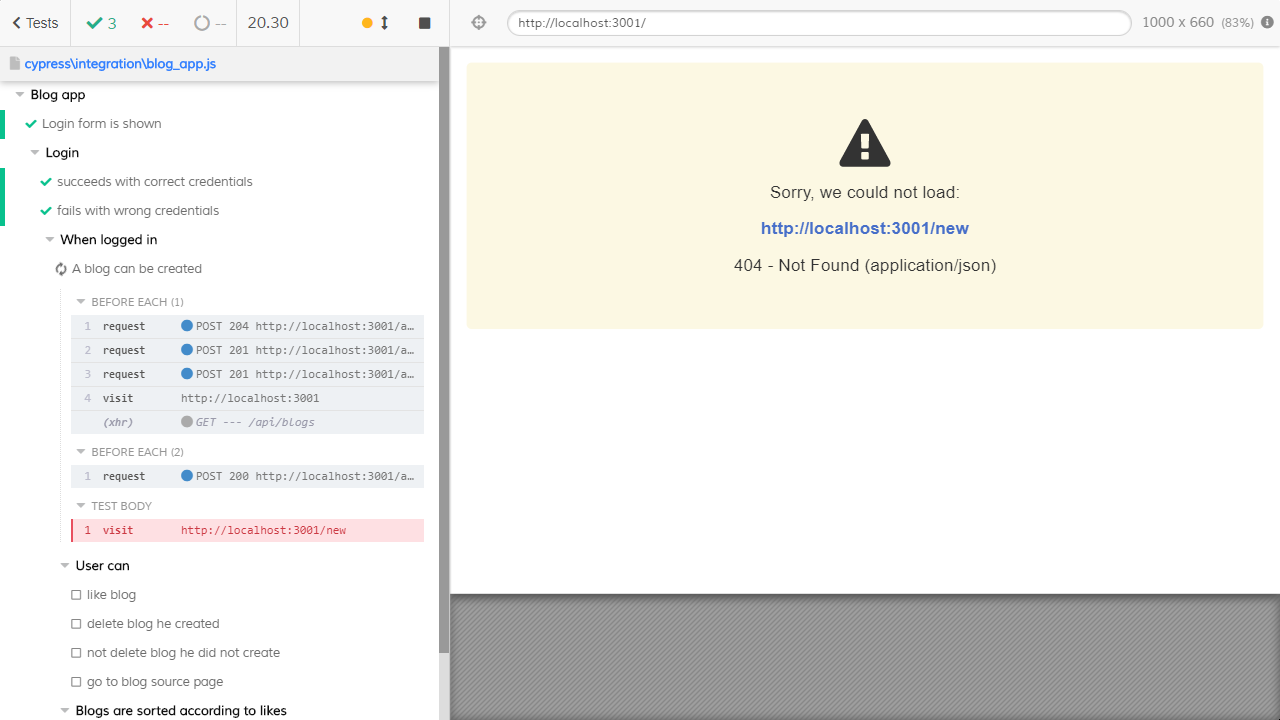 Tests 3 -- -- 20.30
cypress\integration\blog_app.js
Blog app
Login form is shown
Login
succeeds with correct credentials
fails with wrong credentials
When logged in
A blog can be created
BEFORE EACH (1)
1 request POST 204 http://localhost:3001/a…
2 request POST 201 http://localhost:3001/a…
3 request POST 201 http://localhost:3001/a…
4 visit http://localhost:3001
(xhr) GET --- /api/blogs
BEFORE EACH (2)
1 request POST 200 http://localhost:3001/a…
TEST BODY
1 visit http://localhost:3001/new
User can
like blog
delete blog he created
not delete blog he did not create
go to blog source page
Blogs are sorted according to likes
http://localhost:3001/ 1000 x 660 (83%)
Sorry, we could not load:
http://localhost:3001/new
404 - Not Found (application/json)